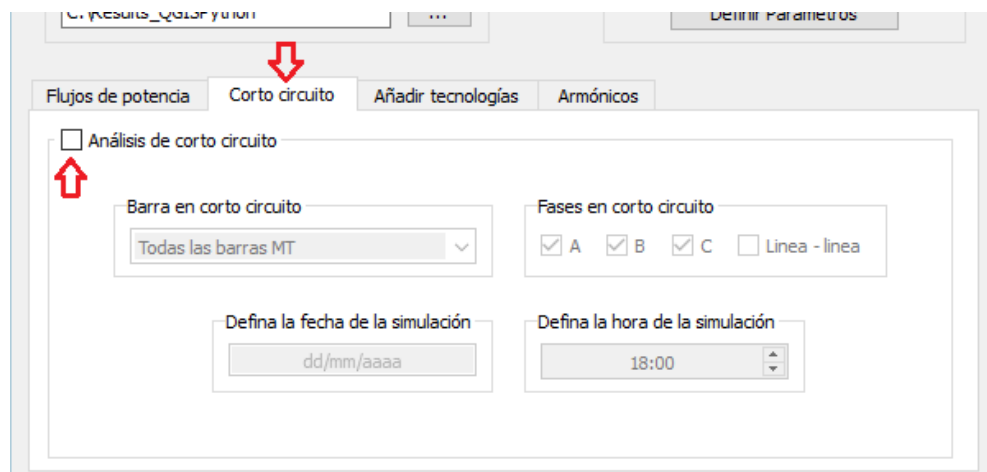 C:\Results_QGISPython
...
Definir Parámetros
Flujos de potencia
Corto circuito
Añadir tecnologías
Armónicos
Análisis de corto circuito
Barra en corto circuito
Fases en corto circuito
Todas las barras MT
A
B
C
Linea - linea
Defina la fecha de la simulación
Defina la hora de la simulación
dd/mm/aaaa
18:00